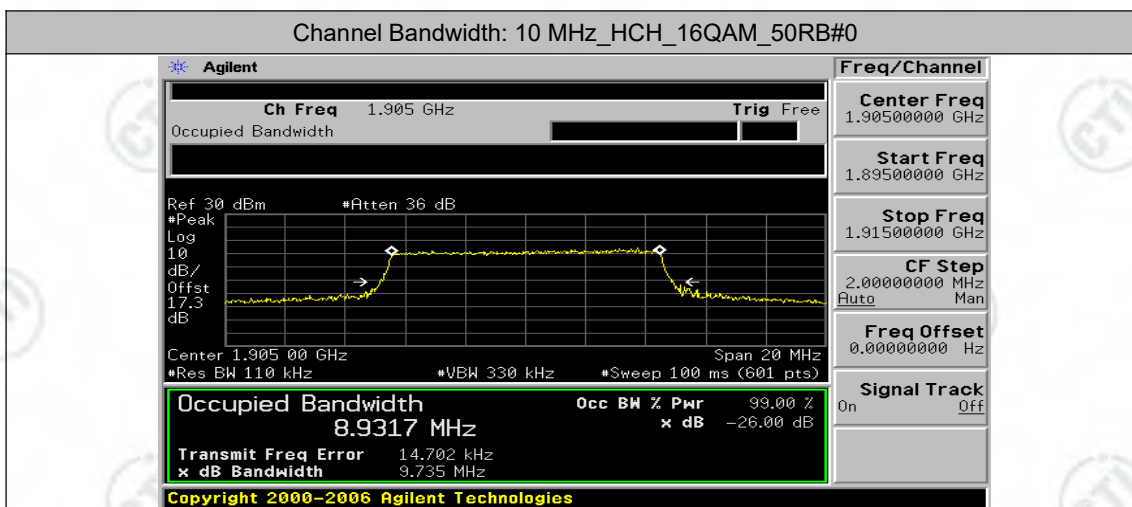 Channel Bandwidth: 10 MHz_HCH_16QAM_50RB#0
Agilent
Freq/Channel
Ch Freq 1.905 GHz Trig Free
Occupied Bandwidth
Center Freq
1.90500000 GHz
Start Freq
1.89500000 GHz
Stop Freq
1.91500000 GHz
CF Step
2.00000000 MHz
Auto Man
Freq Offset
0.00000000 Hz
Signal Track
On Off
Ref 30 dBm #Atten 36 dB
#Peak
Log
10
dB/
Offst
17.3
dB
Center 1.905 00 GHz Span 20 MHz
#Res BW 110 kHz #VBW 330 kHz #Sweep 100 ms (601 pts)
Occupied Bandwidth Occ BW % Pwr 99.00 %
8.9317 MHz x dB -26.00 dB
Transmit Freq Error 14.702 kHz
x dB Bandwidth 9.735 MHz
Copyright 2000-2006 Agilent Technologies
CTI
CTI
CTI